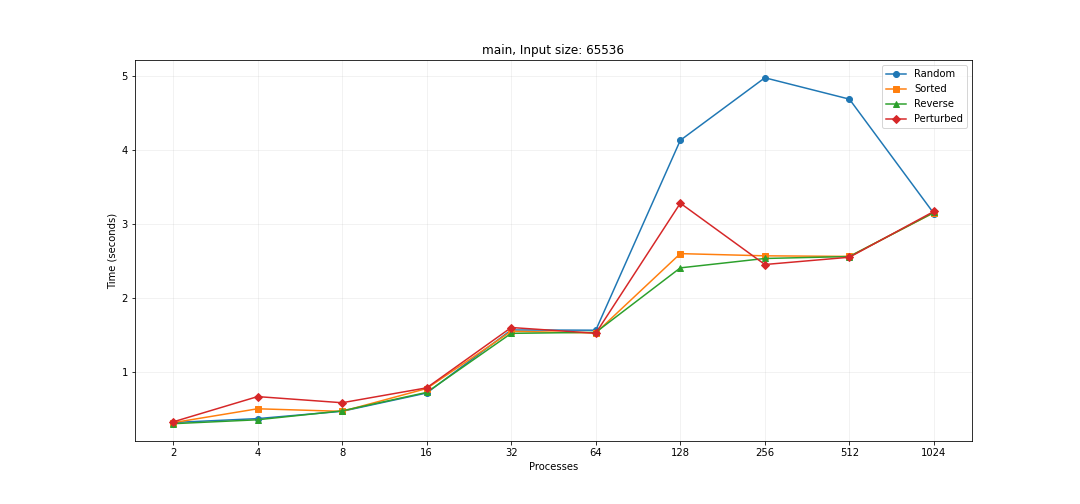 main, Input size: 65536
Time (seconds)
5
4
3
2
1
Random
Sorted
Reverse
Perturbed
2 4 8 16 32 64 128 256 512 1024
Processes